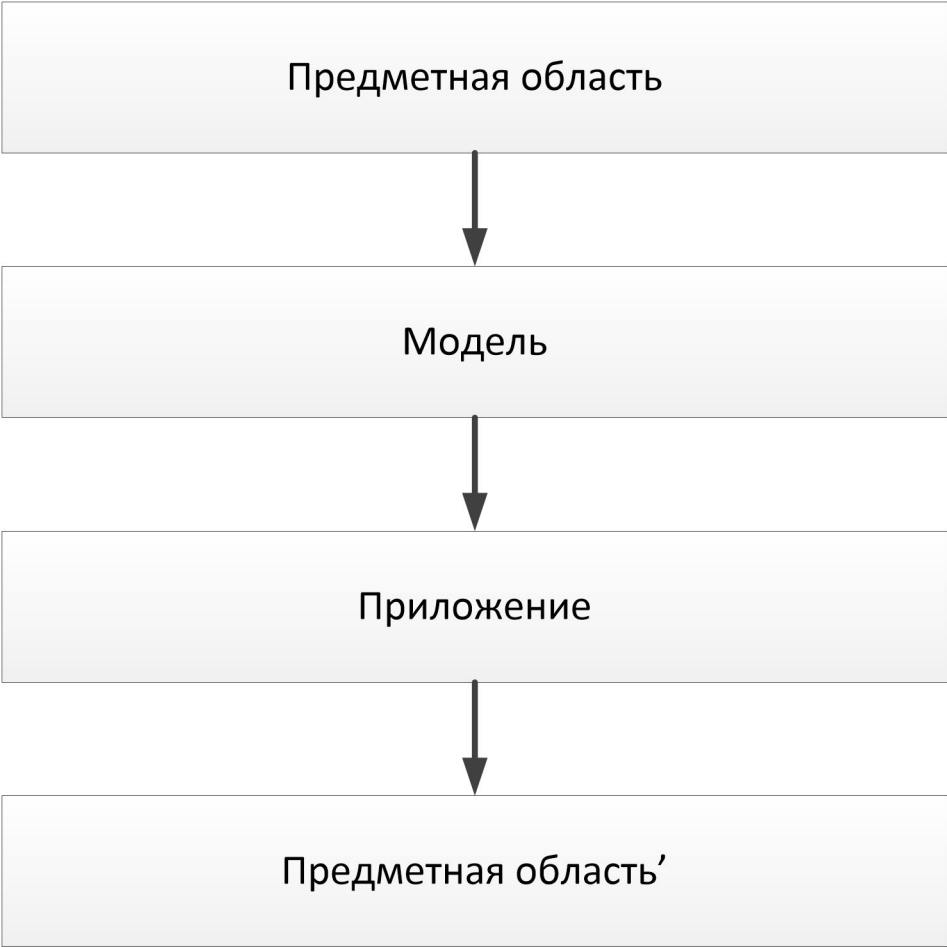 Предметная область
Модель
Приложение
Предметная область’